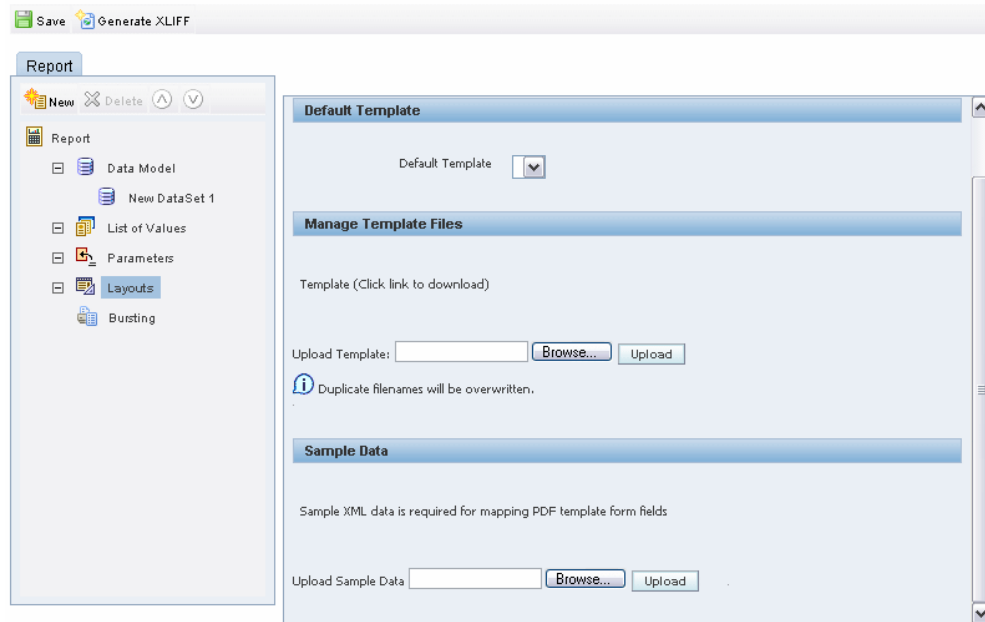 Save Generate XLIFF
Report
New Delete
Report
Data Model
New DataSet 1
List of Values
Parameters
Layouts
Bursting
Default Template
Default Template
Manage Template Files
Template (Click link to download)
Upload Template: Browse... Upload
Duplicate filenames will be overwritten.
Sample Data
Sample XML data is required for mapping PDF template form fields
Upload Sample Data Browse... Upload